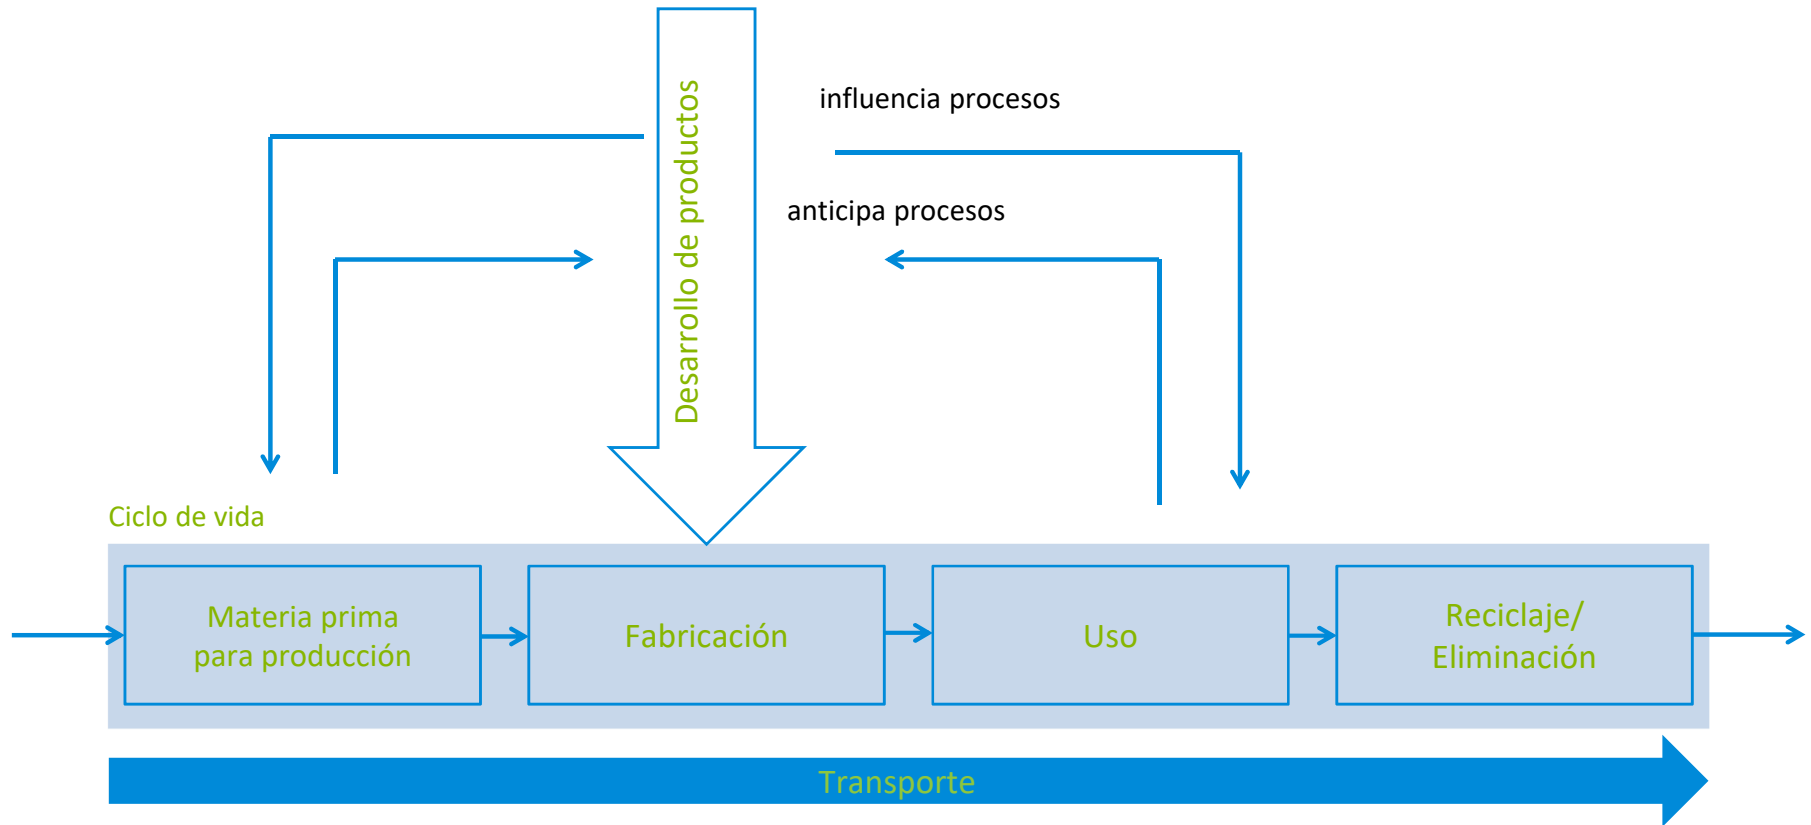 influencia procesos
Desarrollo de productos
anticipa procesos
Ciclo de vida
Materia prima
para producción
Fabricación
Uso
Reciclaje/
Eliminación
Transporte